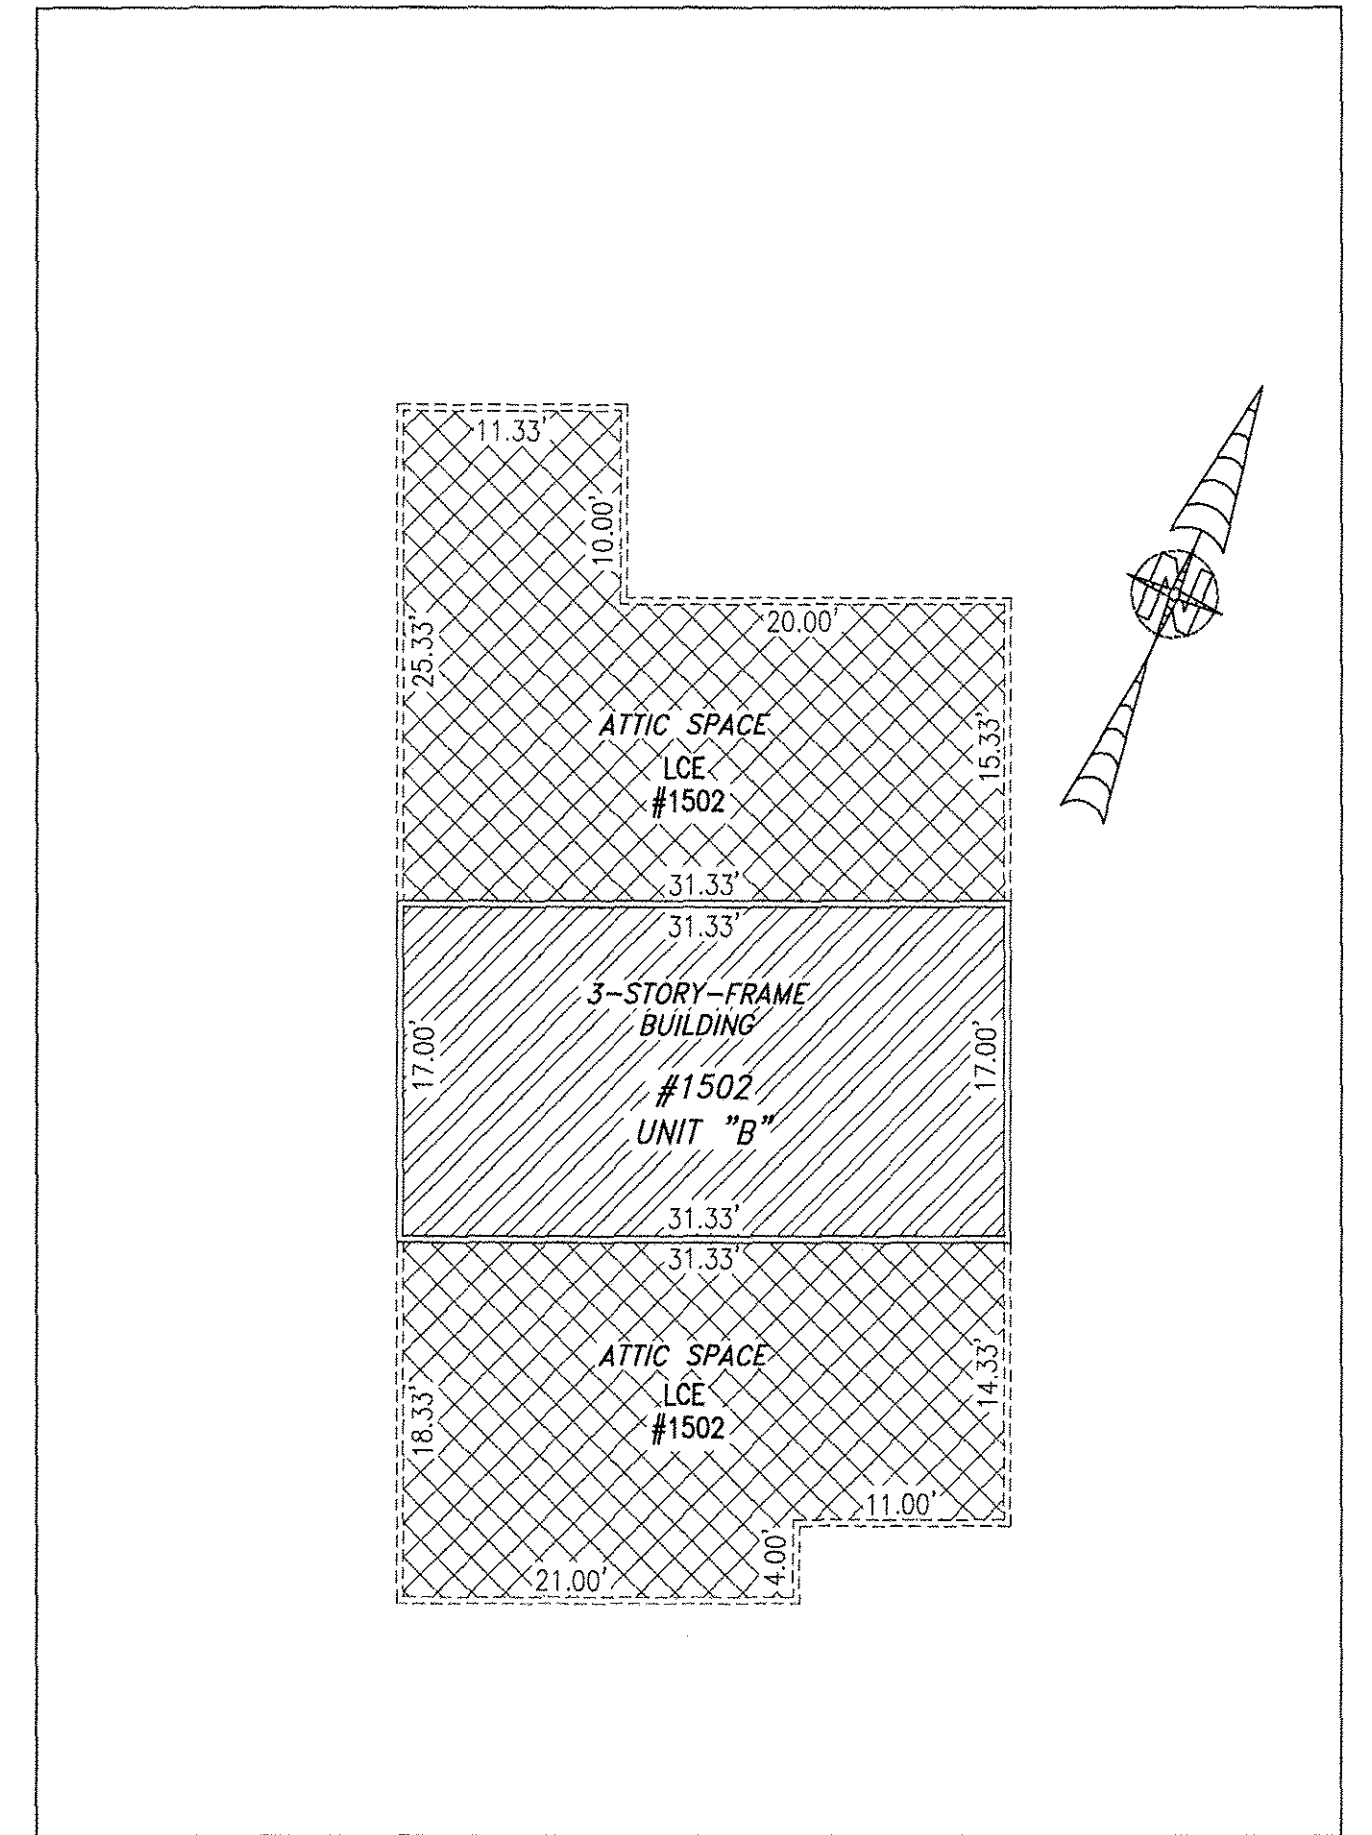 11.33'
10.00'
20.00'
25.33'
ATTIC SPACE
LCE
#1502
15.33'
31.33'
31.33'
3-STORY-FRAME
BUILDING
17.00'
17.00'
#1502
UNIT "B"
31.33'
31.33'
ATTIC SPACE
LCE
#1502
14.33'
18.33'
11.00'
4.00'
21.00'
N